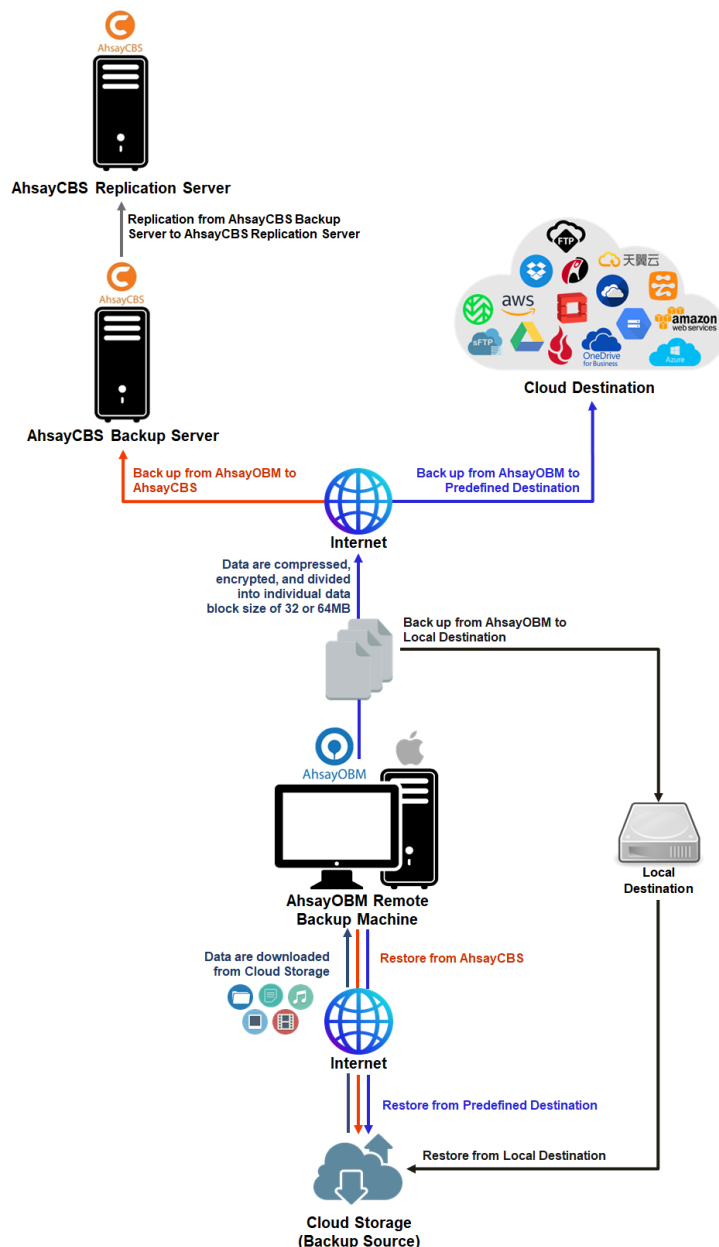 AhsayCBS
AhsayCBS Replication Server
Replication from AhsayCBS Backup
Server to AhsayCBS Replication Server
AhsayCBS
AhsayCBS Backup Server
FTP
天翼云
aws
amazon
web services
sFTP
OneDrive
for Business
Azure
Cloud Destination
Back up from AhsayOBM to
AhsayCBS
Back up from AhsayOBM to
Predefined Destination
Internet
Data are compressed,
encrypted, and divided
into individual data
block size of 32 or 64MB
Back up from AhsayOBM to
Local Destination
AhsayOBM
AhsayOBM Remote
Backup Machine
Local
Destination
Data are downloaded
from Cloud Storage
Restore from AhsayCBS
Internet
Restore from Predefined Destination
Restore from Local Destination
Cloud Storage
(Backup Source)